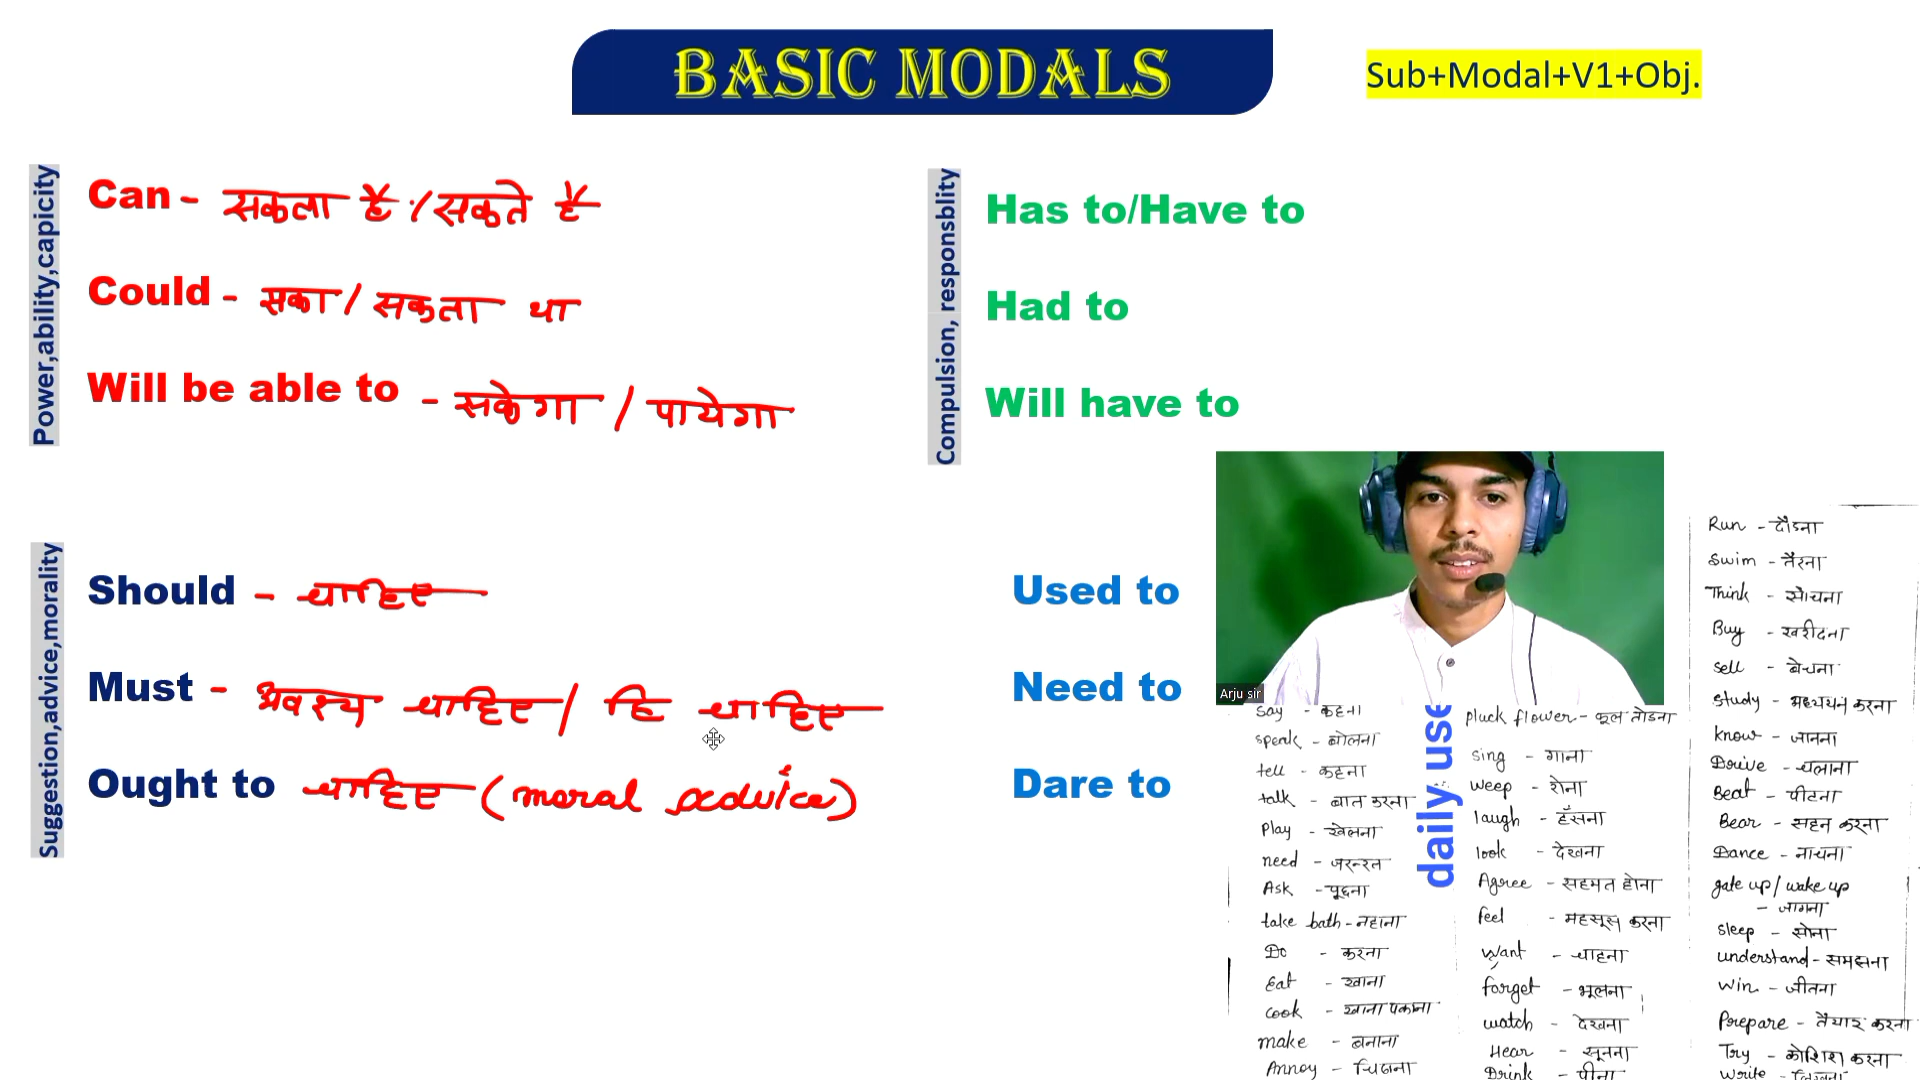 BASIC MODALS
Sub+Modal+V1+Obj.
Power,ability,capicity
Can - सकता है / सकते है
Could - सका / सकता था
Will be able to - सकेगा / पायेगा
Compulsion, responsblity
Has to/Have to
Had to
Will have to
Suggestion,advice,morality
Should - चाहिए
Must - अवश्य चाहिए / हि चाहिए
Ought to चाहिए (moral advice)
Used to
Need to
Dare to
Arju sir
say - कहना
speak - बोलना
tell - कहना
talk - बात करना
Play - खेलना
need - जरूरत
Ask - पूछना
take bath - नहाना
Do - करना
Eat - खाना
cook - खाना पकाना
make - बनाना
Annoy - चिढाना
daily use
pluck flower - फूल तोडना
sing - गाना
weep - रोना
laugh - हँसना
look - देखना
Agree - सहमत होना
feel - महसूस करना
want - चाहना
forget - भूलना
watch - देखना
Hear - सूनना
Drink - पीना
Run - दौडना
Swim - तैरना
Think - सोचना
Buy - खरीदना
Sell - बेचना
Study - अध्ययन करना
know - जानना
Drive - चलाना
Beat - पीटना
Bear - सहन करना
Dance - नाचना
gate up / wake up
- जागना
Sleep - सोना
understand - समझना
Win - जीतना
Prepare - तैयार करना
Try - कोशिश करना
Write - लिखना